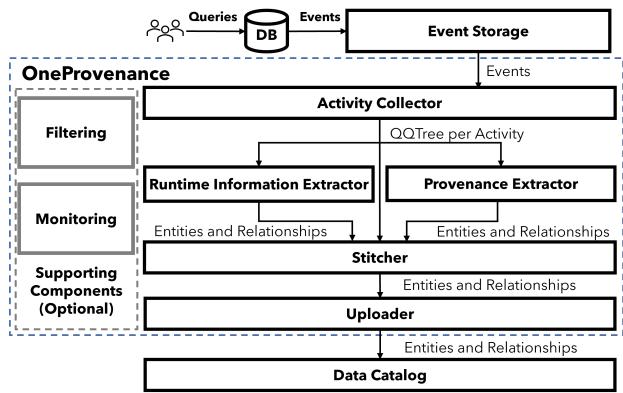 Queries
Events
DB
Event Storage
OneProvenance
Events
Activity Collector
Filtering
QQTree per Activity
Runtime Information Extractor
Provenance Extractor
Monitoring
Entities and Relationships
Entities and Relationships
Stitcher
Supporting
Components
(Optional)
Entities and Relationships
Uploader
Entities and Relationships
Data Catalog